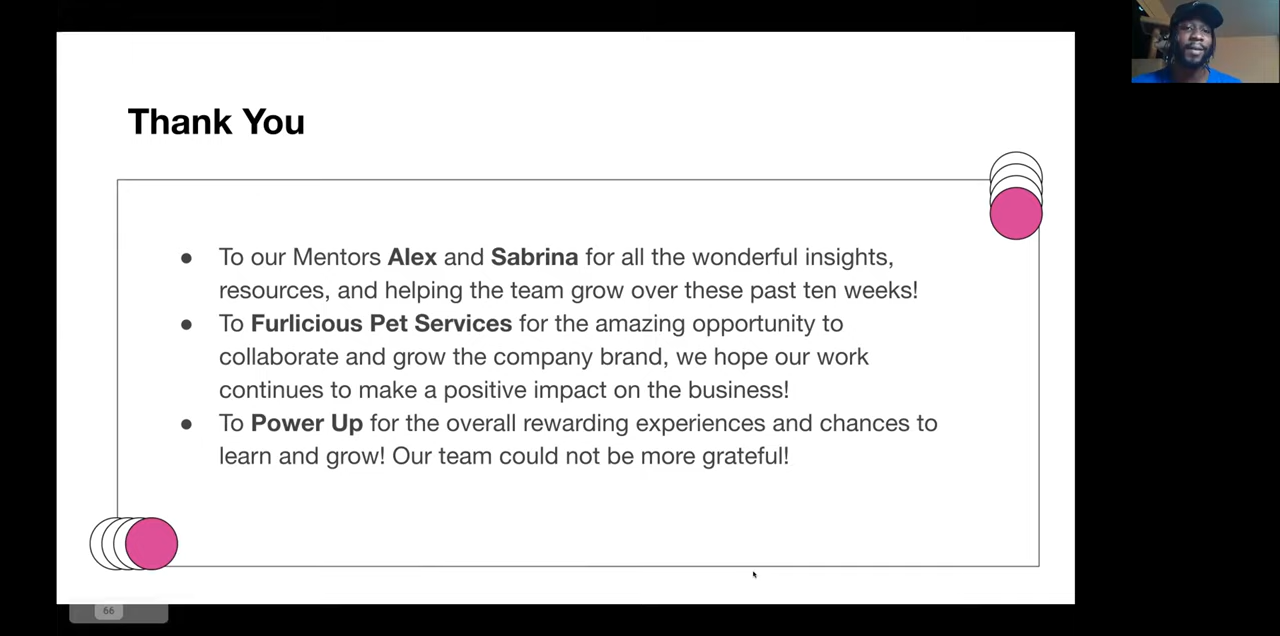 Thank You
● To our Mentors Alex and Sabrina for all the wonderful insights,
resources, and helping the team grow over these past ten weeks!
● To Furlicious Pet Services for the amazing opportunity to
collaborate and grow the company brand, we hope our work
continues to make a positive impact on the business!
● To Power Up for the overall rewarding experiences and chances to
learn and grow! Our team could not be more grateful!
66